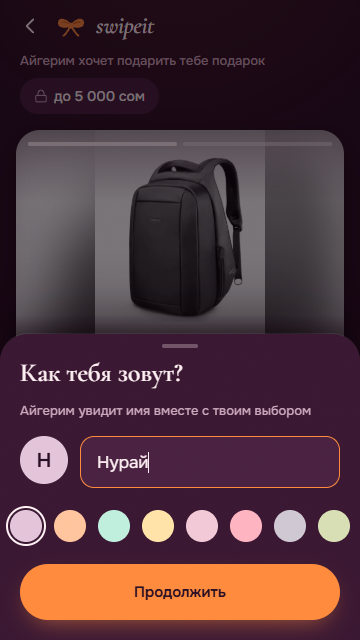 swipeit
Айгерим хочет подарить тебе подарок
до 5 000 сом
Как тебя зовут?
Айгерим увидит имя вместе с твоим выбором
Н
Нурай
Продолжить